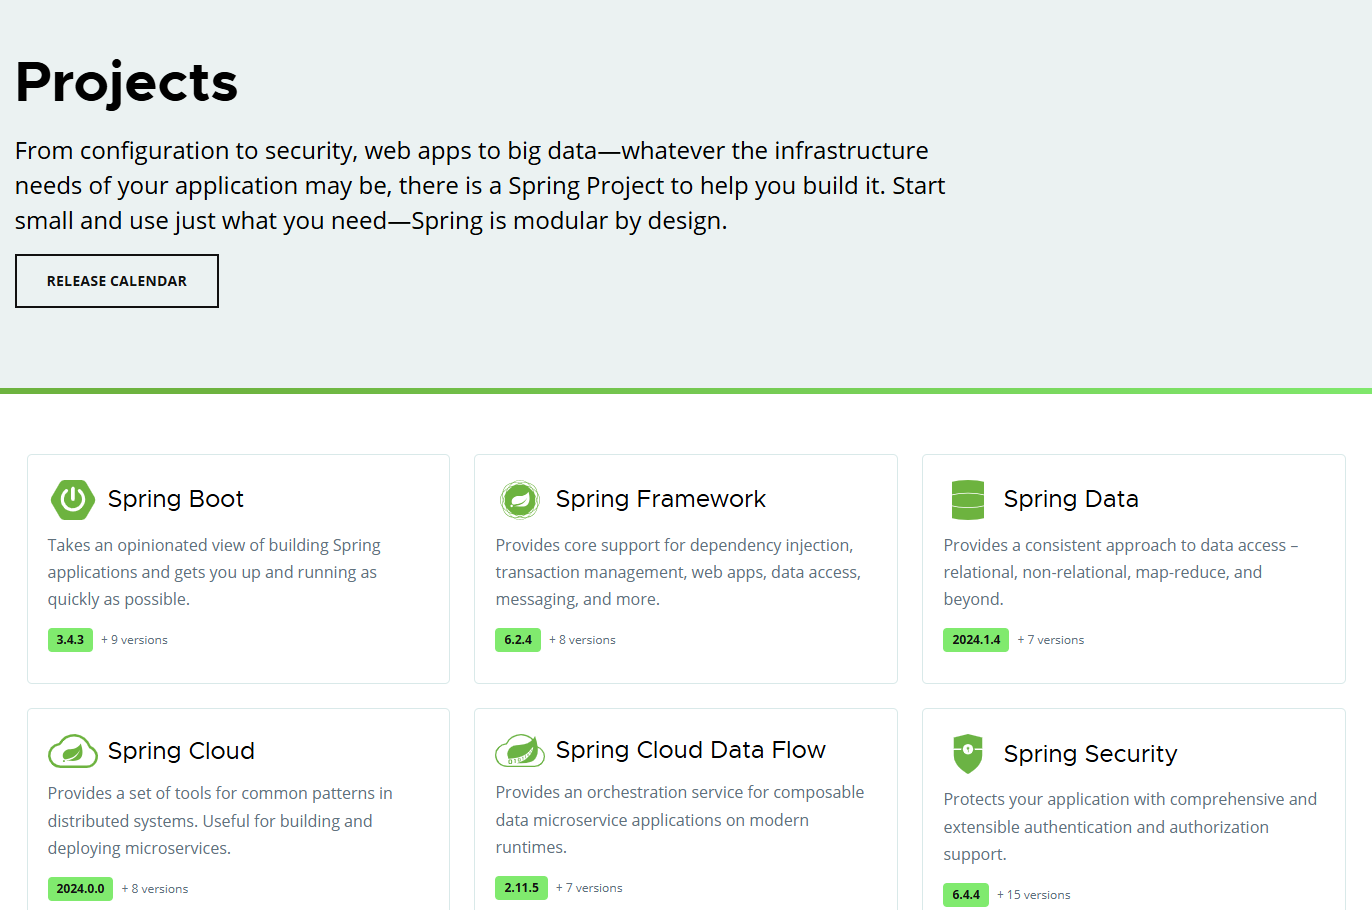 Projects
From configuration to security, web apps to big data—whatever the infrastructure
needs of your application may be, there is a Spring Project to help you build it. Start
small and use just what you need—Spring is modular by design.
RELEASE CALENDAR
Spring Boot
Takes an opinionated view of building Spring
applications and gets you up and running as
quickly as possible.
3.4.3 + 9 versions
Spring Framework
Provides core support for dependency injection,
transaction management, web apps, data access,
messaging, and more.
6.2.4 + 8 versions
Spring Data
Provides a consistent approach to data access –
relational, non-relational, map-reduce, and
beyond.
2024.1.4 + 7 versions
Spring Cloud
Provides a set of tools for common patterns in
distributed systems. Useful for building and
deploying microservices.
2024.0.0 + 8 versions
Spring Cloud Data Flow
Provides an orchestration service for composable
data microservice applications on modern
runtimes.
2.11.5 + 7 versions
Spring Security
Protects your application with comprehensive and
extensible authentication and authorization
support.
6.4.4 + 15 versions